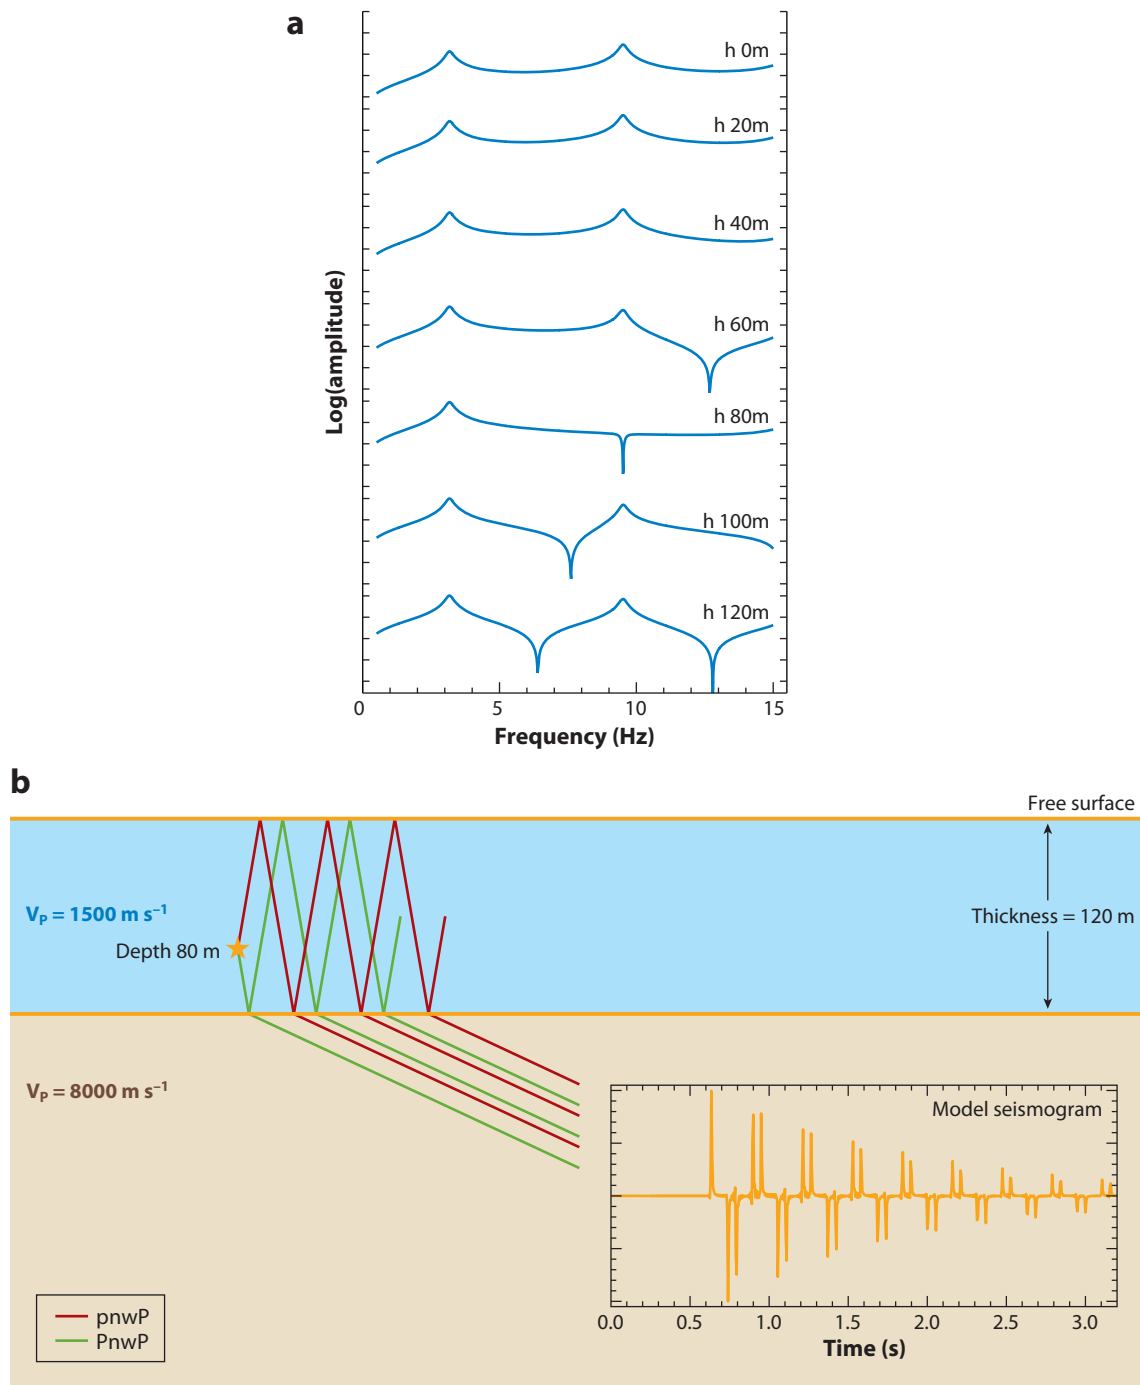 a
h 0m
h 20m
h 40m
h 60m
h 80m
h 100m
h 120m
Log(amplitude)
0 5 10 15
Frequency (Hz)
b
Free surface
V_P = 1500 m s⁻¹
Thickness = 120 m
Depth 80 m
V_P = 8000 m s⁻¹
Model seismogram
pnwP
PnwP
0.0 0.5 1.0 1.5 2.0 2.5 3.0
Time (s)